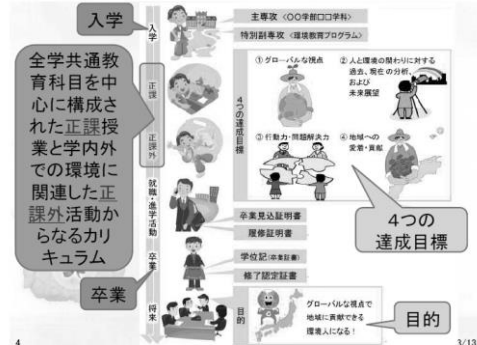 入学
全学共通教
育科目を中
心に構成さ
れた正課授
業と学内外
での環境に
関連した正
課外活動か
らなるカリ
キュラム
卒業
入学
正課
正課外
就職・進学活動
卒業
将来
主専攻 <〇〇学部□□学科>
特別副専攻 <環境教育プログラム>
4つの達成目標
① グローバルな視点
② 人と環境の関わりに対する
過去、現在の分析、
および
未来展望
③ 行動力・問題解決力
④ 地域への
愛着・貢献
4つの
達成目標
卒業見込証明書
履修証明書
学位記(卒業証書)
修了認定証書
目的
グローバルな視点で
地域に貢献できる
環境人になる!
目的
4
3/13